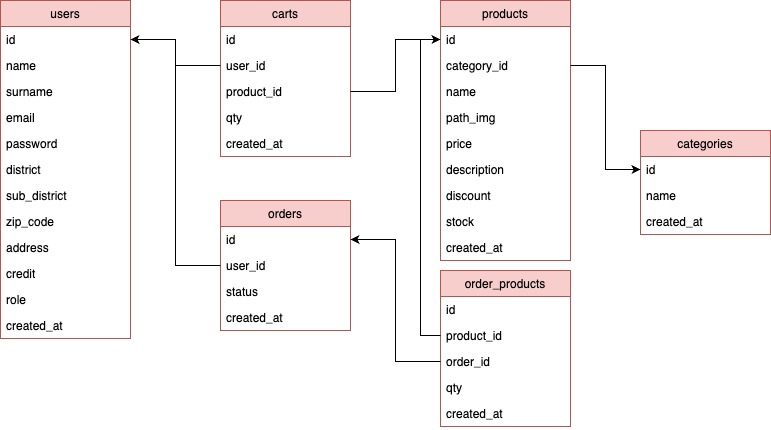 users
id
name
surname
email
password
district
sub_district
zip_code
address
credit
role
created_at
carts
id
user_id
product_id
qty
created_at
orders
id
user_id
status
created_at
products
id
category_id
name
path_img
price
description
discount
stock
created_at
order_products
id
product_id
order_id
qty
created_at
categories
id
name
created_at